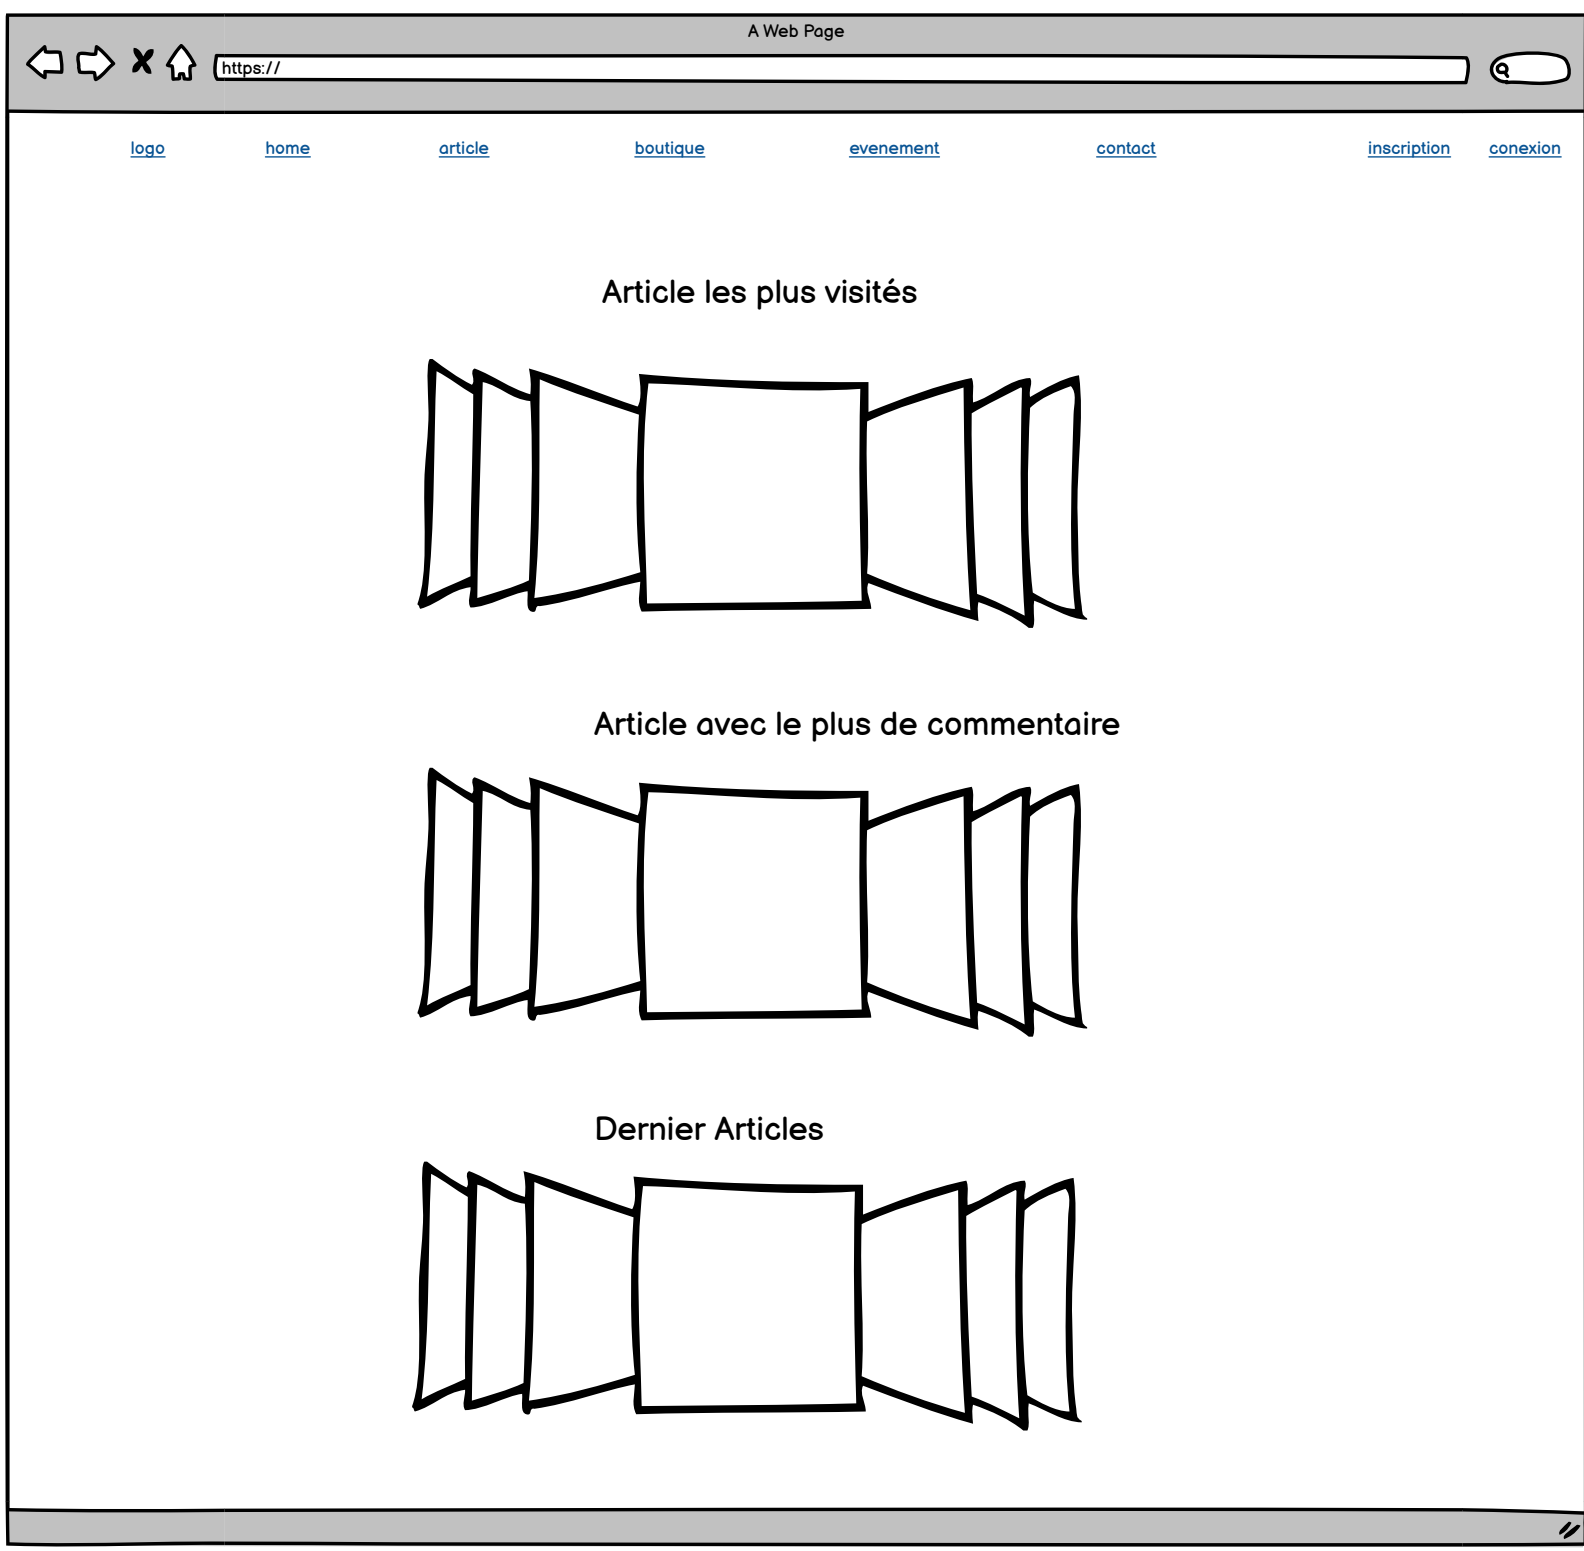 A Web Page
https://
logo home article boutique evenement contact inscription conexion
Article les plus visités
Article avec le plus de commentaire
Dernier Articles